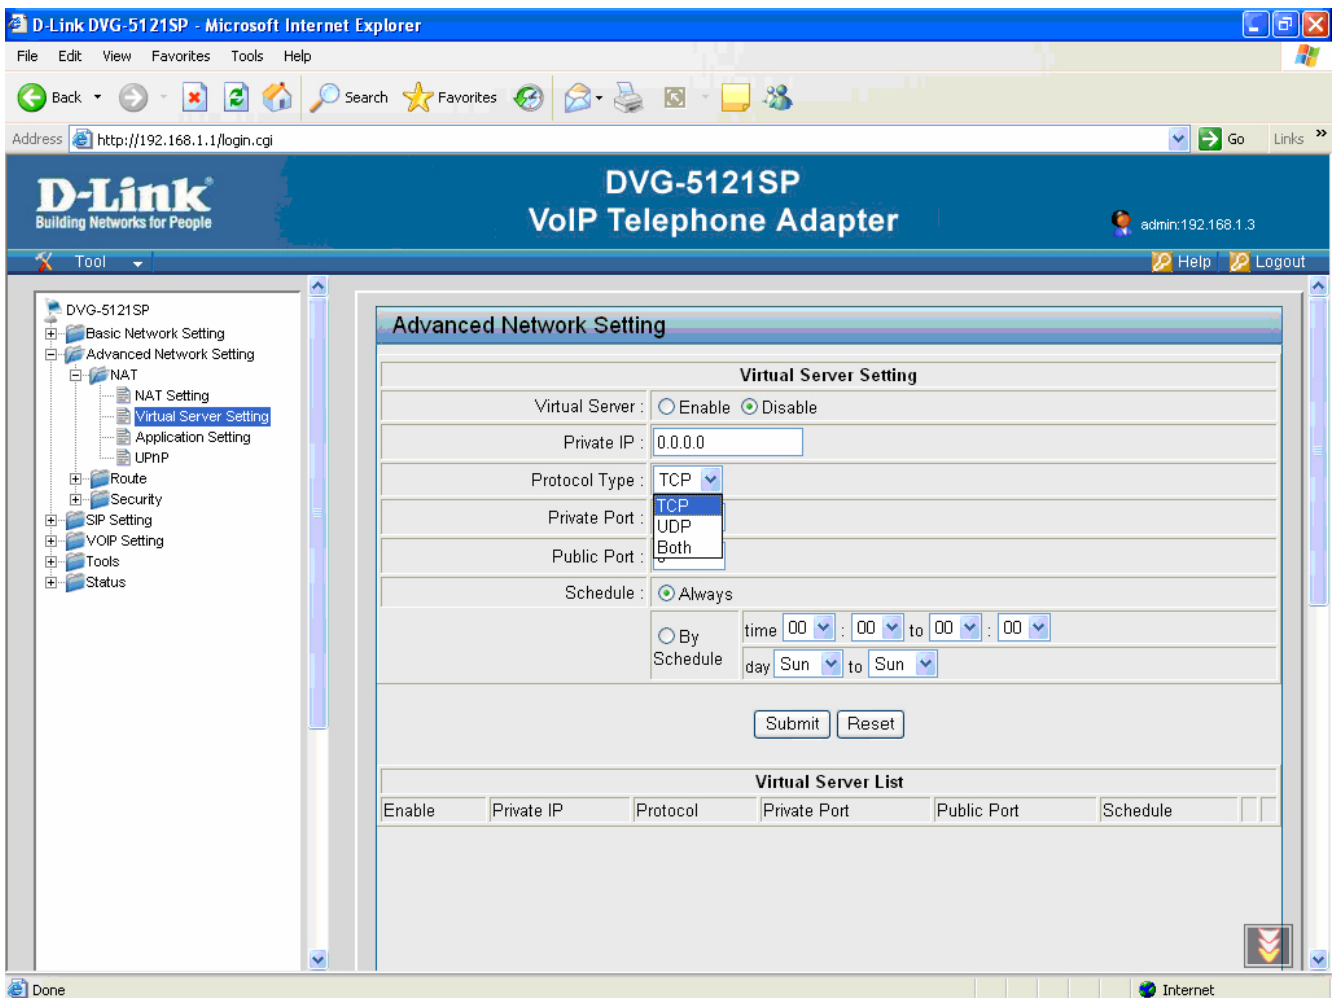 D-Link DVG-5121SP - Microsoft Internet Explorer
File Edit View Favorites Tools Help
Back Search Favorites
Address http://192.168.1.1/login.cgi Go Links »
D-Link
Building Networks for People
DVG-5121SP
VoIP Telephone Adapter
admin:192.168.1.3
Tool Help Logout
DVG-5121SP
Basic Network Setting
Advanced Network Setting
NAT
NAT Setting
Virtual Server Setting
Application Setting
UPnP
Route
Security
SIP Setting
VOIP Setting
Tools
Status
Advanced Network Setting
Virtual Server Setting
Virtual Server : Enable Disable
Private IP : 0.0.0.0
Protocol Type : TCP
TCP
UDP
Both
Private Port :
Public Port :
Schedule : Always
By Schedule
time 00 : 00 to 00 : 00
day Sun to Sun
Submit Reset
Virtual Server List
Enable Private IP Protocol Private Port Public Port Schedule
Done Internet